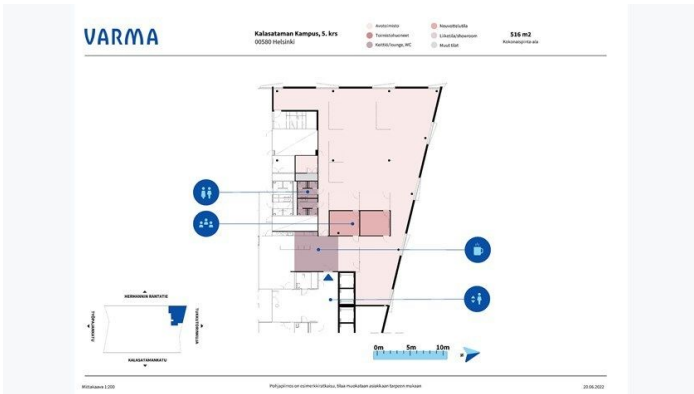 VARMA
Kalasataman Kampus, 5. krs
00580 Helsinki
Avotoimisto
Toimistohuoneet
Keittiö/lounge, WC
Neuvottelutila
Liiketila/showroom
Muut tilat
516 m2
Kokonaispinta-ala
HERMANNIN RANTATIE
KALASATAMANKATU
0m 5m 10m
Mittakaava 1:200
Pohjapiirros on esimerkkiratkaisu, tilaa muokataan asiakkaan tarpeen mukaan
20.06.2022